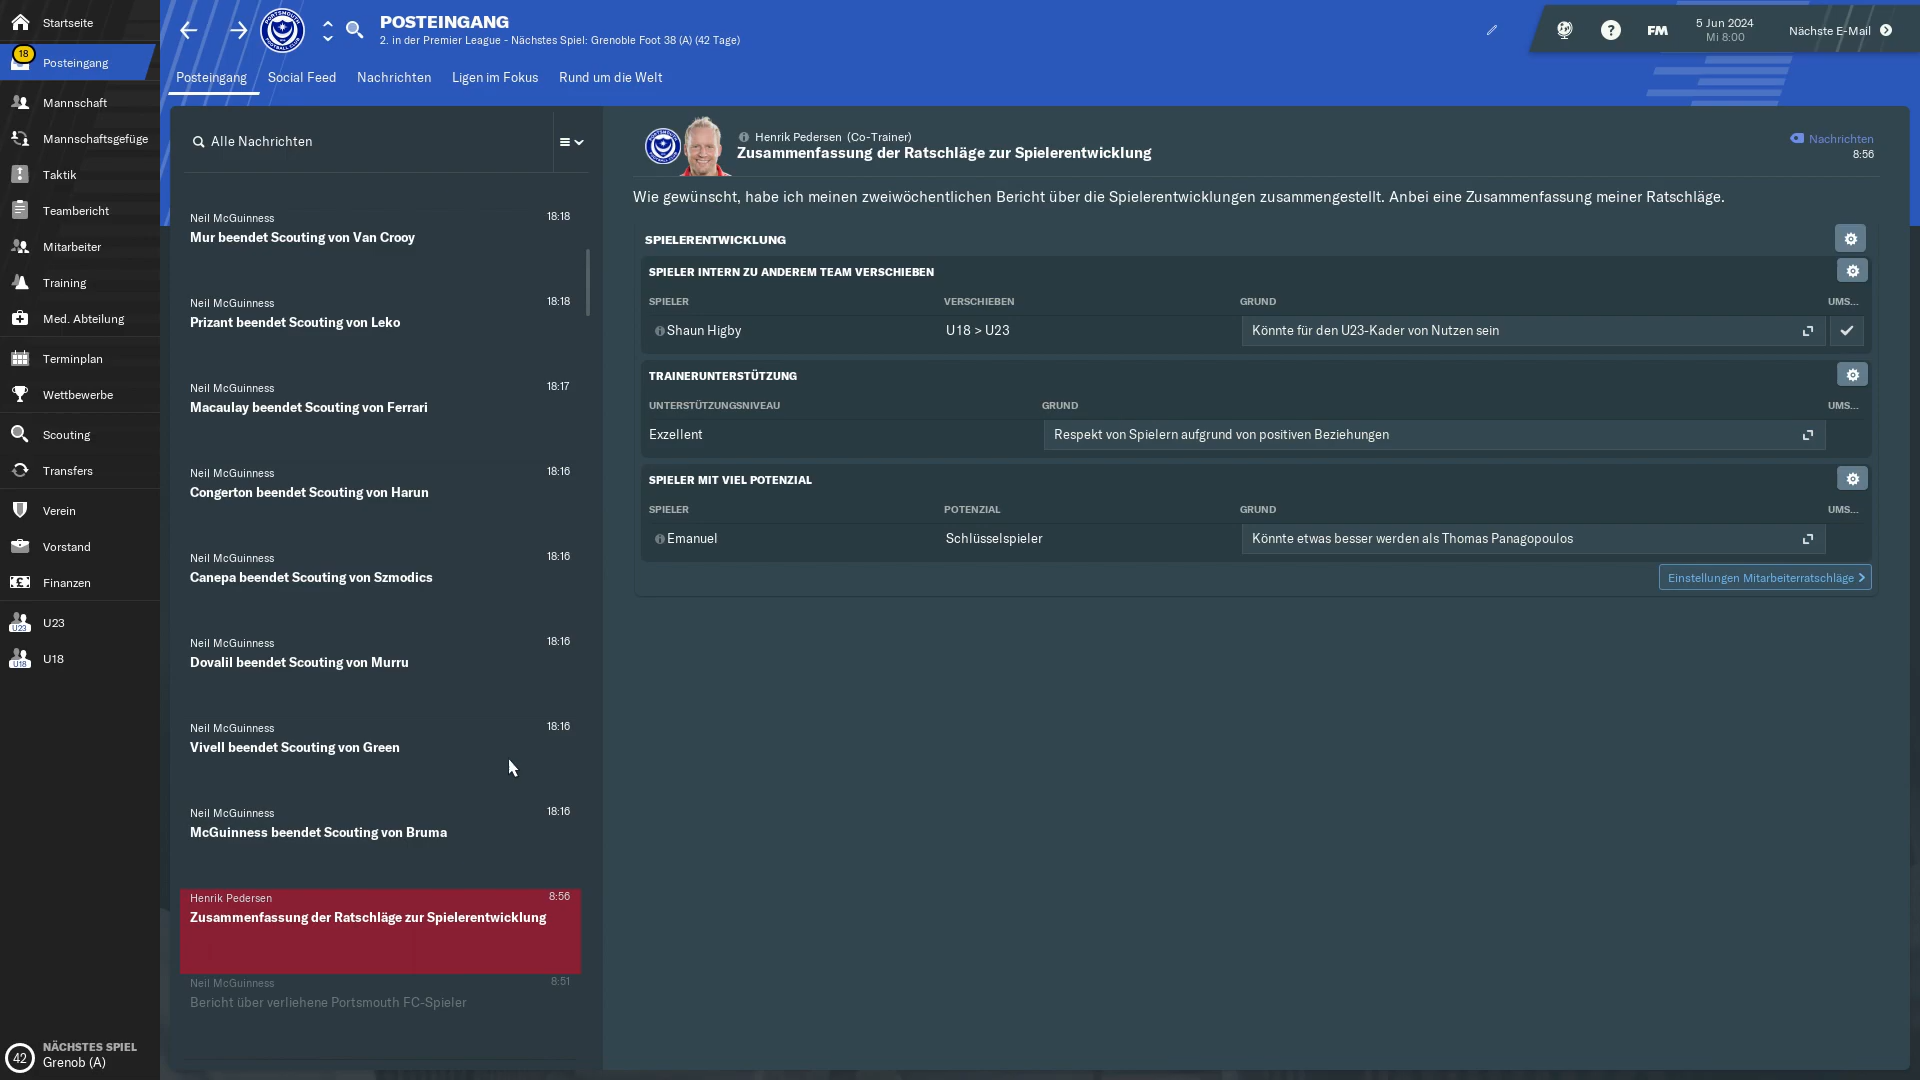 Startseite
18
Posteingang
Mannschaft
Mannschaftsgefüge
Taktik
Teambericht
Mitarbeiter
Training
Med. Abteilung
Terminplan
Wettbewerbe
Scouting
Transfers
Verein
Vorstand
Finanzen
U23
U23
U18
U18
42
NÄCHSTES SPIEL
Grenob (A)
POSTEINGANG
2. in der Premier League - Nächstes Spiel: Grenoble Foot 38 (A) (42 Tage)
FM
5 Jun 2024
Mi 8:00
Nächste E-Mail
Posteingang
Social Feed
Nachrichten
Ligen im Fokus
Rund um die Welt
Alle Nachrichten
Neil McGuinness 18:18
Mur beendet Scouting von Van Crooy
Neil McGuinness 18:18
Prizant beendet Scouting von Leko
Neil McGuinness 18:17
Macaulay beendet Scouting von Ferrari
Neil McGuinness 18:16
Congerton beendet Scouting von Harun
Neil McGuinness 18:16
Canepa beendet Scouting von Szmodics
Neil McGuinness 18:16
Dovalil beendet Scouting von Murru
Neil McGuinness 18:16
Vivell beendet Scouting von Green
Neil McGuinness 18:16
McGuinness beendet Scouting von Bruma
Henrik Pedersen 8:56
Zusammenfassung der Ratschläge zur Spielerentwicklung
Neil McGuinness 8:51
Bericht über verliehene Portsmouth FC-Spieler
Henrik Pedersen (Co-Trainer)
Zusammenfassung der Ratschläge zur Spielerentwicklung
Nachrichten
8:56
Wie gewünscht, habe ich meinen zweiwöchentlichen Bericht über die Spielerentwicklungen zusammengestellt. Anbei eine Zusammenfassung meiner Ratschläge.
SPIELERENTWICKLUNG
SPIELER INTERN ZU ANDEREM TEAM VERSCHIEBEN
SPIELER VERSCHIEBEN GRUND UMS...
Shaun Higby U18 > U23 Könnte für den U23-Kader von Nutzen sein
TRAINERUNTERSTÜTZUNG
UNTERSTÜTZUNGSNIVEAU GRUND UMS...
Exzellent Respekt von Spielern aufgrund von positiven Beziehungen
SPIELER MIT VIEL POTENZIAL
SPIELER POTENZIAL GRUND UMS...
Emanuel Schlüsselspieler Könnte etwas besser werden als Thomas Panagopoulos
Einstellungen Mitarbeiterratschläge